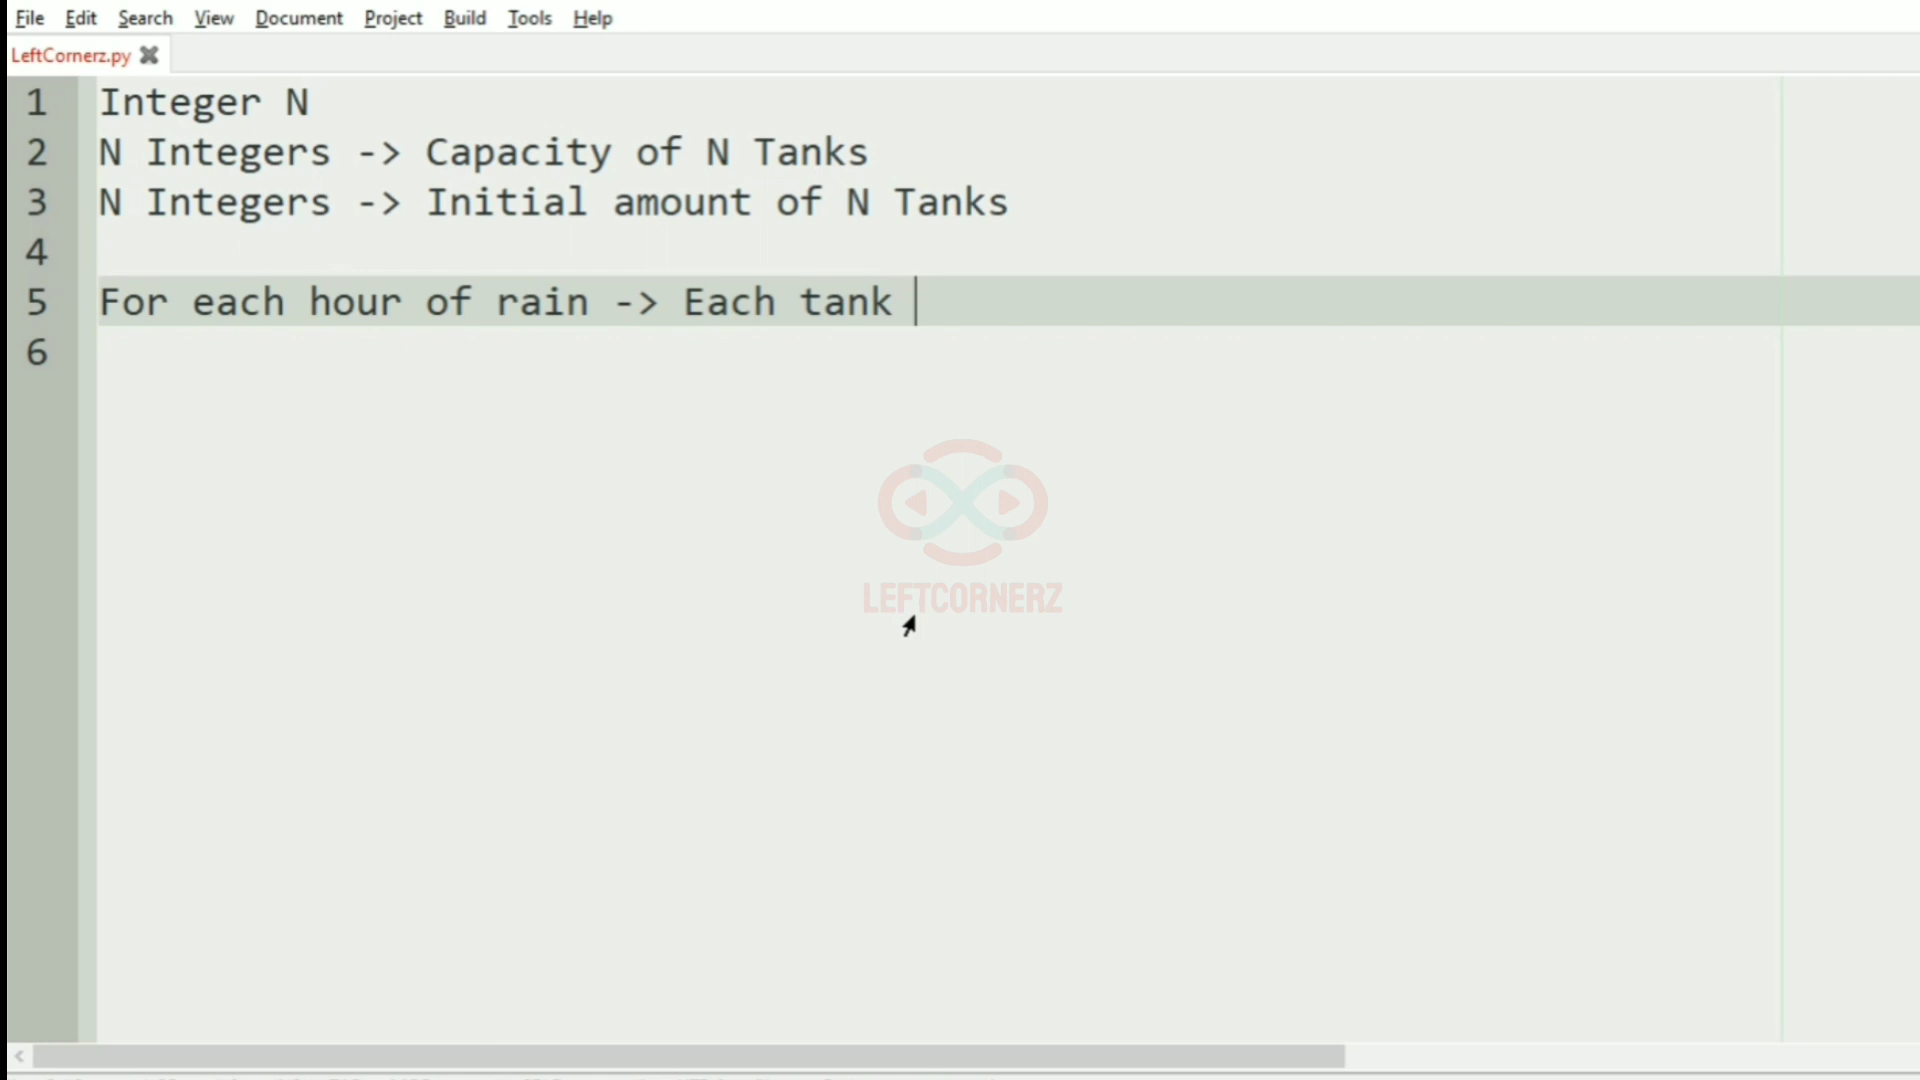 File Edit Search View Document Project Build Tools Help
LeftCornerz.py
1 Integer N
2 N Integers -> Capacity of N Tanks
3 N Integers -> Initial amount of N Tanks
4
5 For each hour of rain -> Each tank
6
LEFTCORNERZ